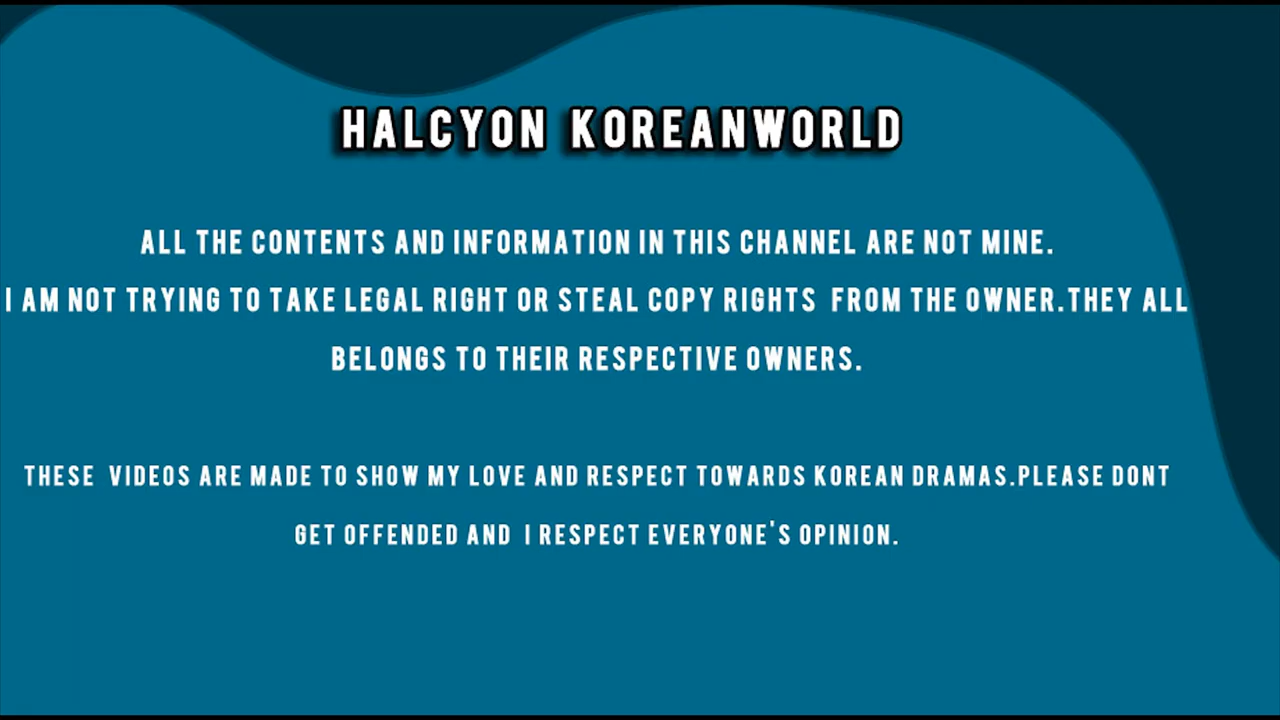 HALCYON KOREANWORLD
ALL THE CONTENTS AND INFORMATION IN THIS CHANNEL ARE NOT MINE.
I AM NOT TRYING TO TAKE LEGAL RIGHT OR STEAL COPY RIGHTS FROM THE OWNER.THEY ALL
BELONGS TO THEIR RESPECTIVE OWNERS.
THESE VIDEOS ARE MADE TO SHOW MY LOVE AND RESPECT TOWARDS KOREAN DRAMAS.PLEASE DONT
GET OFFENDED AND I RESPECT EVERYONE'S OPINION.